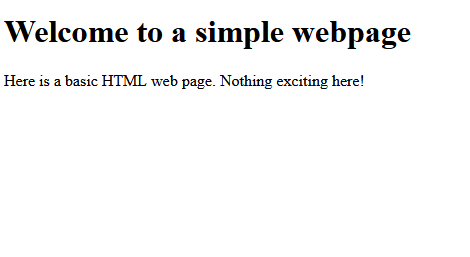 Welcome to a simple webpage
Here is a basic HTML web page. Nothing exciting here!